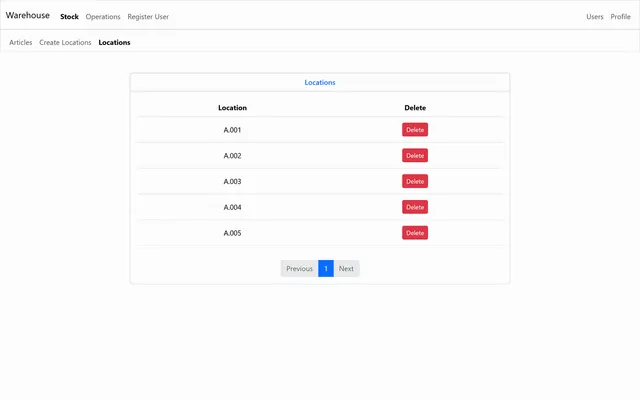 Warehouse Stock Operations Register User Users Profile
Articles Create Locations Locations
Locations
Location Delete
A.001 Delete
A.002 Delete
A.003 Delete
A.004 Delete
A.005 Delete
Previous 1 Next